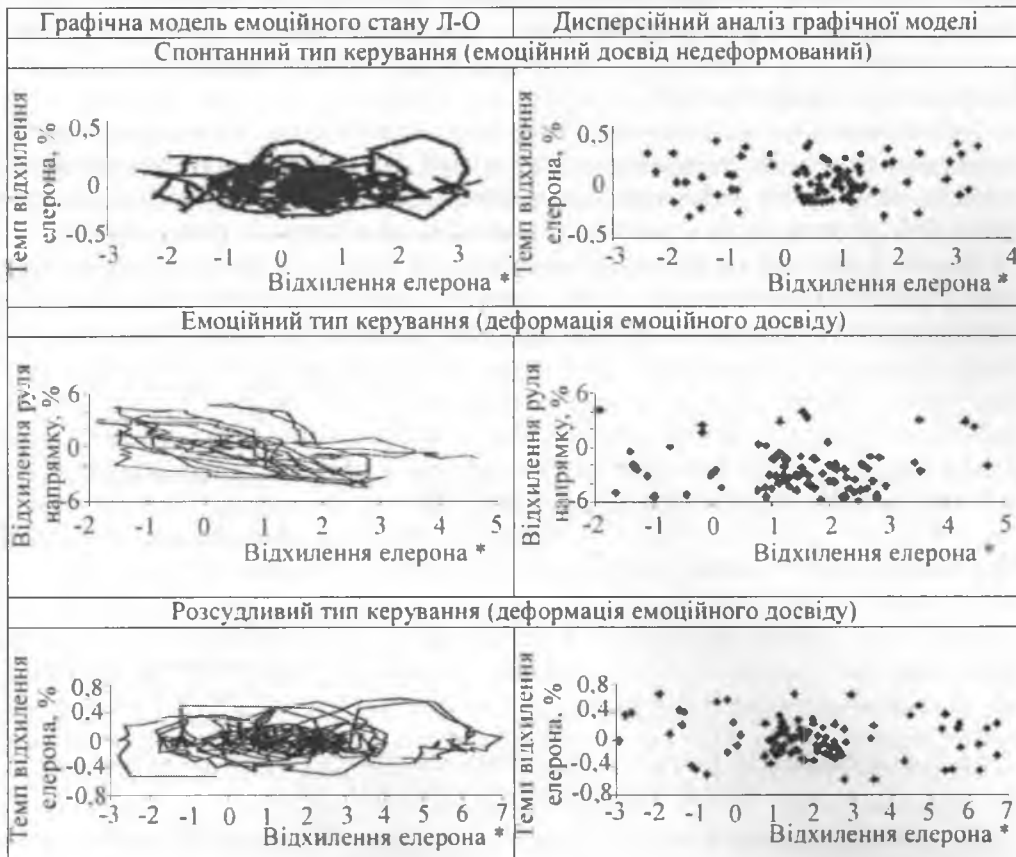 Графічна модель емоційного стану Л-О
Дисперсійний аналіз графічної моделі
Спонтанний тип керування (емоційний досвід недеформований)
Темп відхилення
елерона, %
0,5
0
-0.5
-3 -2 -1 0 1 2 3
Відхилення елерона *
Темп відхилення
елерона, %
0.5
0
-0.5
-3 -2 -1 0 1 2 3 4
Відхилення елерона *
Емоційний тип керування (деформація емоційного досвіду)
Відхилення руля
напрямку, %
6
0
6
-2 -1 0 1 2 3 4 5
Відхилення елерона *
Відхилення руля
напрямку, %
6
0
6
-2 -1 0 1 2 3 4 5
Відхилення елерона *
Розсудливий тип керування (деформація емоційного досвіду)
Темп відхилення
елерона, %
0.8
0.4
0
-0.4
-0,8
-3 -2 -1 0 1 2 3 4 5 6 7
Відхилення елерона *
Темп відхилення
елерона, %
0.8
0.4
0
0.4
-0.8
-3 -2 -1 0 1 2 3 4 5 6 7
Відхилення елерона *